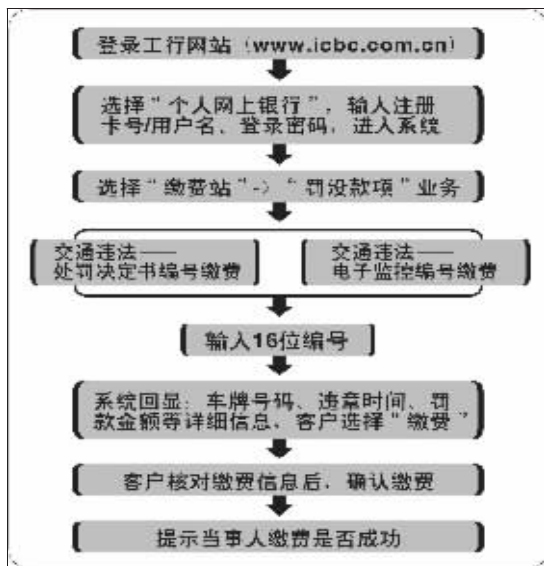 登录工行网站（www.icbc.com.cn）
选择“个人网上银行”，输入注册
卡号/用户名、登录密码，进入系统
选择“缴费站”->“罚没款项”业务
交通违法——
处罚决定书编号缴费
交通违法——
电子监控编号缴费
输入16位编号
系统回显：车牌号码、违章时间、罚
款金额等详细信息、客户选择“缴费”
客户核对缴费信息后，确认缴费
提示当事人缴费是否成功